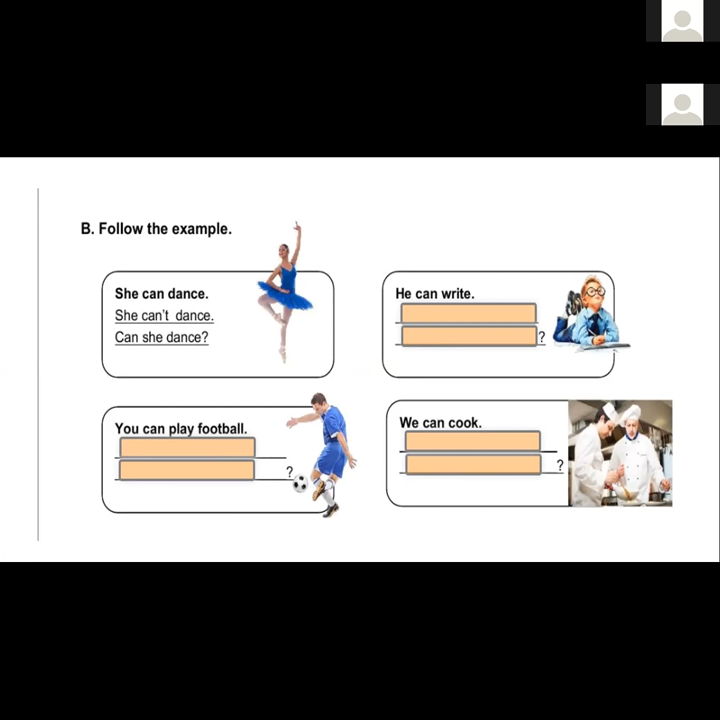 B. Follow the example.
She can dance.
She can't dance.
Can she dance?
He can write.
?
You can play football.
?
We can cook.
?